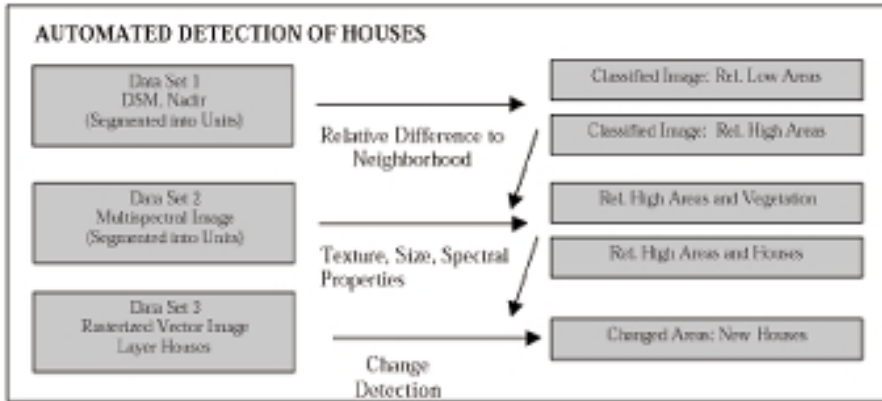 AUTOMATED DETECTION OF HOUSES
Data Set 1
DSM, Nadir
(Segmented into Units)
Relative Difference to
Neighborhood
Classified Image: Rel. Low Areas
Classified Image: Rel. High Areas
Data Set 2
Multispectral Image
(Segmented into Units)
Texture, Size, Spectral
Properties
Rel. High Areas and Vegetation
Rel. High Areas and Houses
Data Set 3
Rasterized Vector Image
Layer Houses
Change
Detection
Changed Areas: New Houses